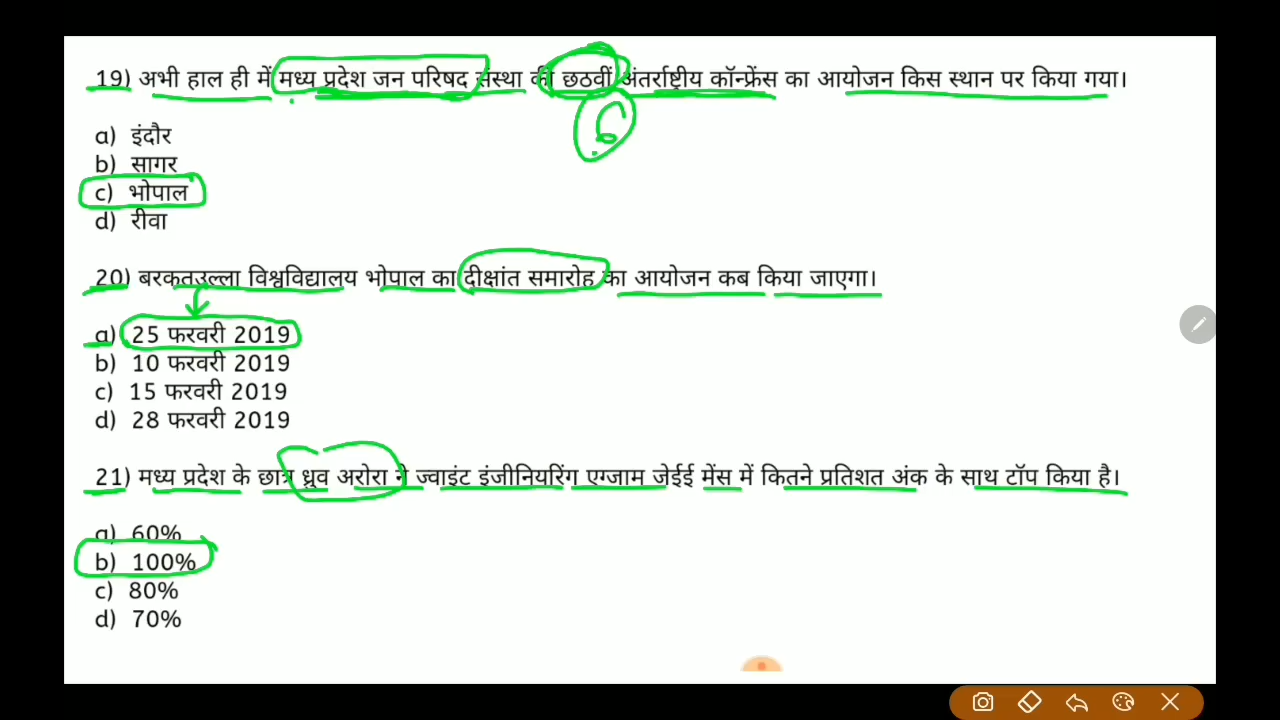 19) अभी हाल ही में मध्य प्रदेश जन परिषद संस्था की छठवीं अंतर्राष्ट्रीय कॉन्फ्रेंस का आयोजन किस स्थान पर किया गया।
6
a) इंदौर
b) सागर
c) भोपाल
d) रीवा
20) बरकतउल्ला विश्वविद्यालय भोपाल का दीक्षांत समारोह का आयोजन कब किया जाएगा।
a) 25 फरवरी 2019
b) 10 फरवरी 2019
c) 15 फरवरी 2019
d) 28 फरवरी 2019
21) मध्य प्रदेश के छात्र ध्रुव अरोरा ने ज्वाइंट इंजीनियरिंग एग्जाम जेईई मेंस में कितने प्रतिशत अंक के साथ टॉप किया है।
a) 60%
b) 100%
c) 80%
d) 70%